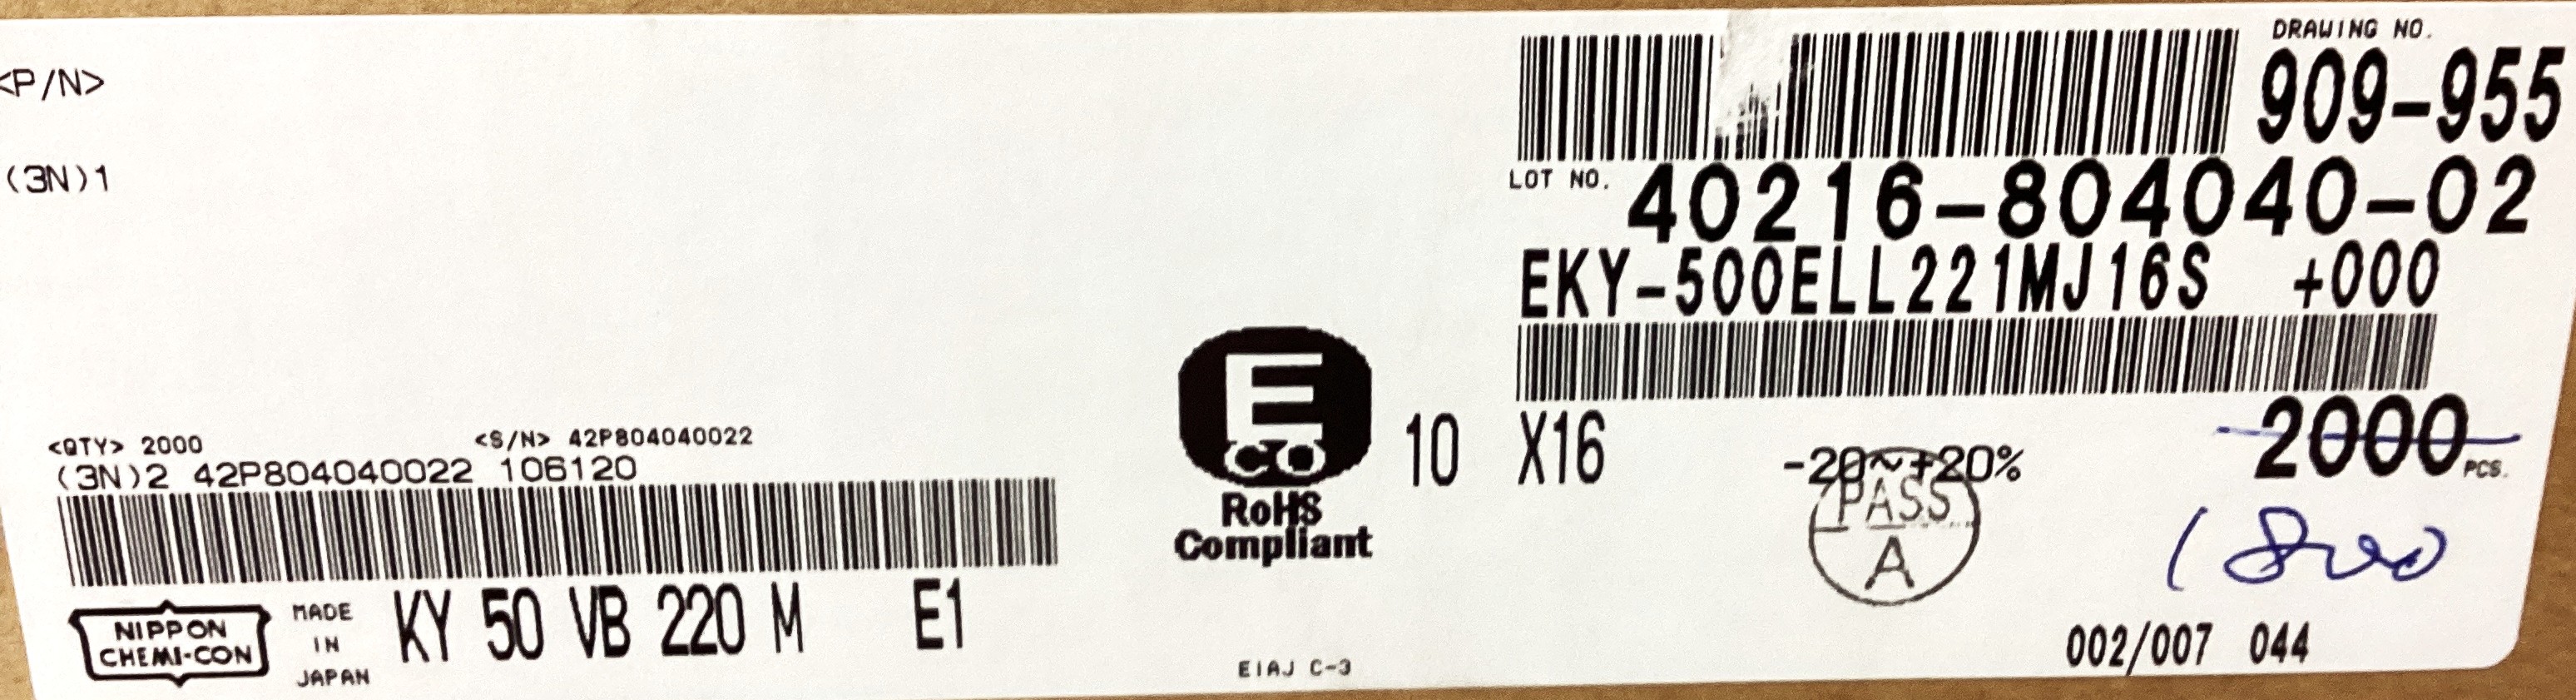 <P/N>
(3N)1
<QTY> 2000 <S/N> 42P804040022
(3N)2 42P804040022 106120
NIPPON
CHEMI-CON
MADE
IN
JAPAN
KY 50 VB 220 M E1
E
CO
RoHS
Compliant
EIAJ C-3
DRAWING NO.
909-955
LOT NO. 40216-804040-02
EKY-500ELL221MJ16S +000
10 X16 -20~+20% 2000 PCS.
PASS
A
1800
002/007 044